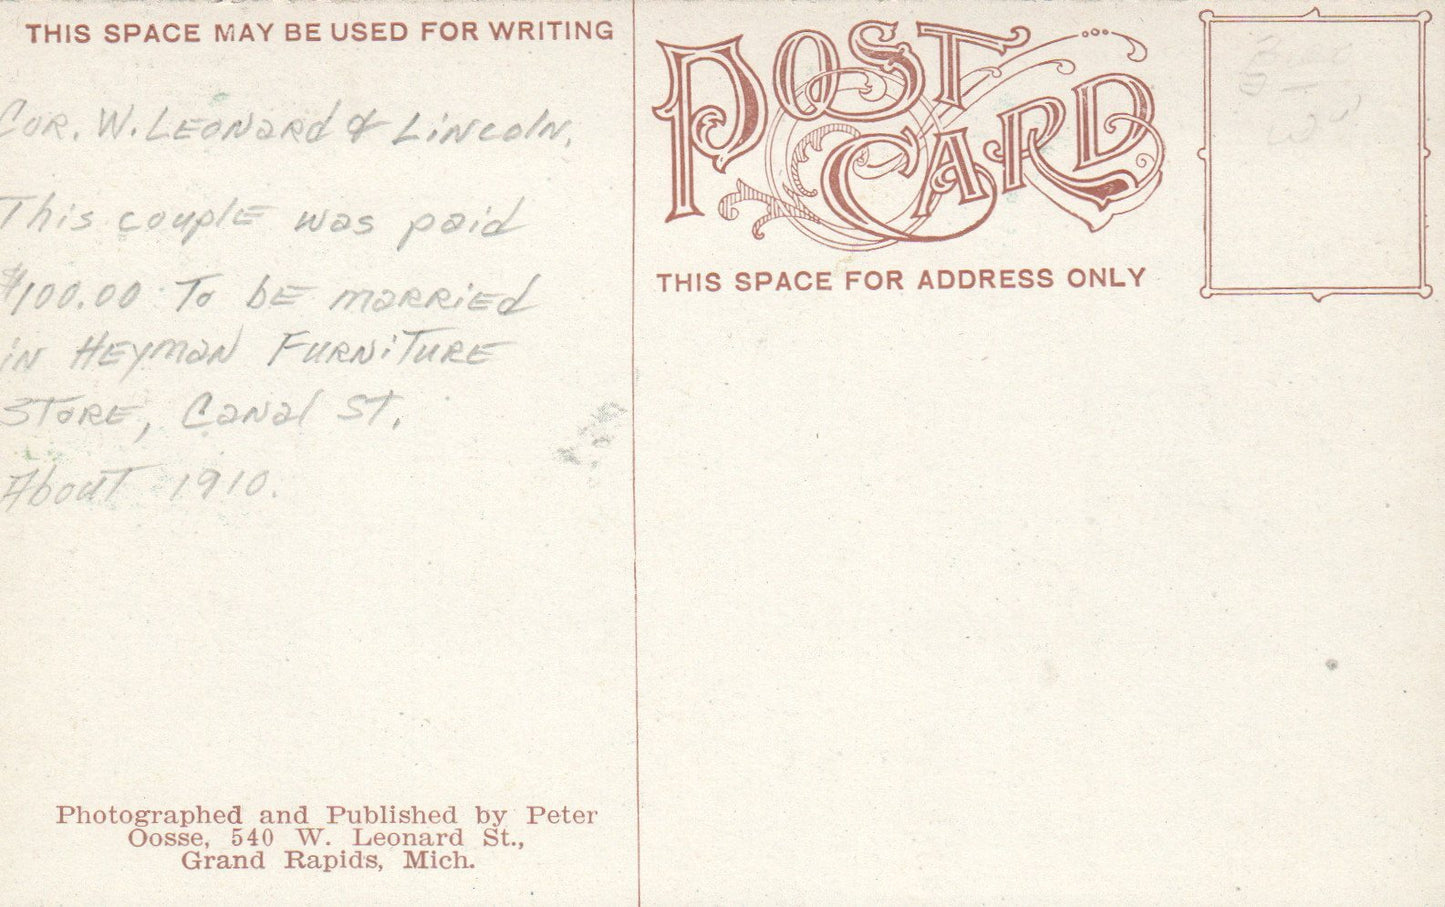 THIS SPACE MAY BE USED FOR WRITING
Cor. W. Leonard & Lincoln.
This couple was paid
$100.00 To be married
in Heyman Furniture
Store, Canal St.
About 1910.
Photographed and Published by Peter
Oosse, 540 W. Leonard St.,
Grand Rapids, Mich.
POST
CARD
THIS SPACE FOR ADDRESS ONLY